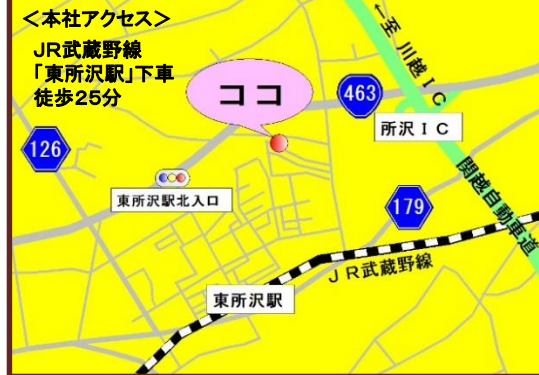 ＜本社アクセス＞
ＪＲ武蔵野線
「東所沢駅」下車
徒歩25分
ココ
463
←至 川越ＩＣ
所沢ＩＣ
126
東所沢駅北入口
179
関越自動車道
ＪＲ武蔵野線
東所沢駅